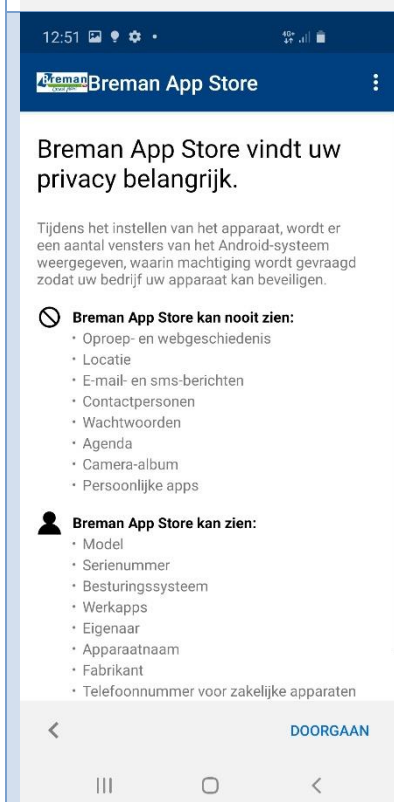 12:51
Breman Breman App Store
Breman App Store vindt uw
privacy belangrijk.
Tijdens het instellen van het apparaat, wordt er
een aantal vensters van het Android-systeem
weergegeven, waarin machtiging wordt gevraagd
zodat uw bedrijf uw apparaat kan beveiligen.
Breman App Store kan nooit zien:
• Oproep- en webgeschiedenis
• Locatie
• E-mail- en sms-berichten
• Contactpersonen
• Wachtwoorden
• Agenda
• Camera-album
• Persoonlijke apps
Breman App Store kan zien:
• Model
• Serienummer
• Besturingssysteem
• Werkapps
• Eigenaar
• Apparaatnaam
• Fabrikant
• Telefoonnummer voor zakelijke apparaten
DOORGAAN